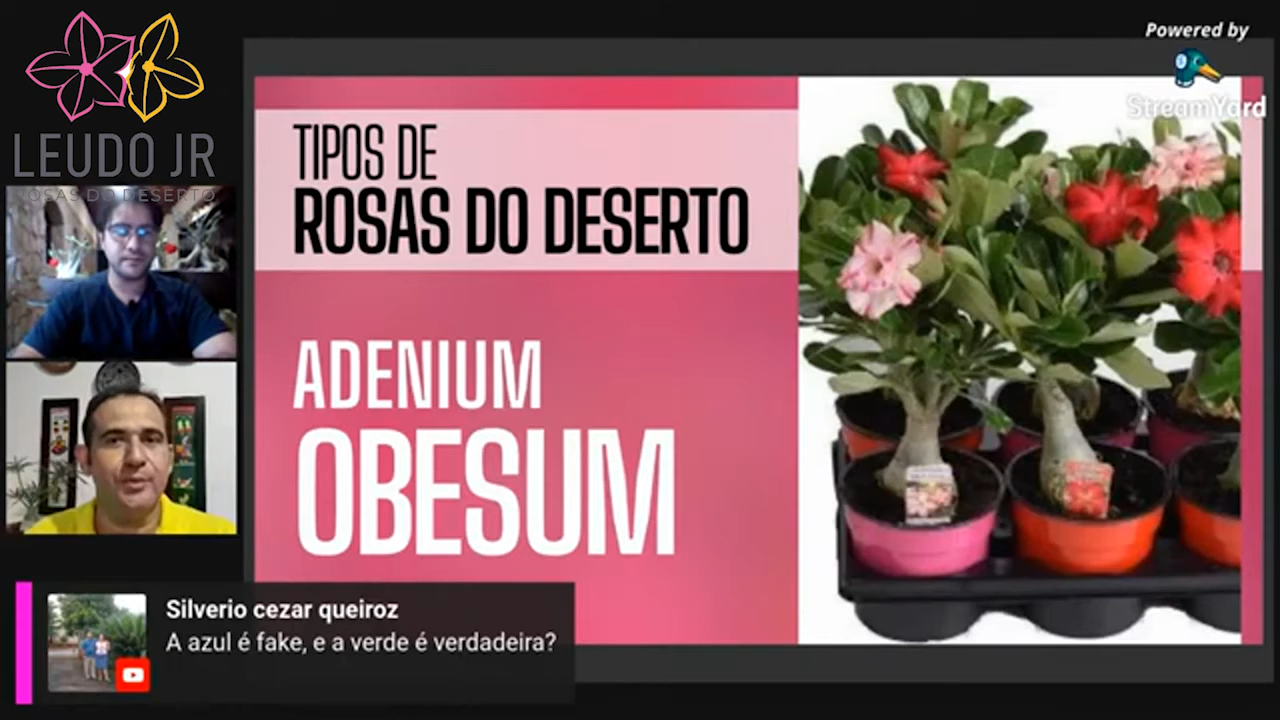 Powered by
StreamYard
LEUDO JR
ROSAS DO DESERTO
TIPOS DE
ROSAS DO DESERTO
ADENIUM
OBESUM
Silverio cezar queiroz
A azul é fake, e a verde é verdadeira?